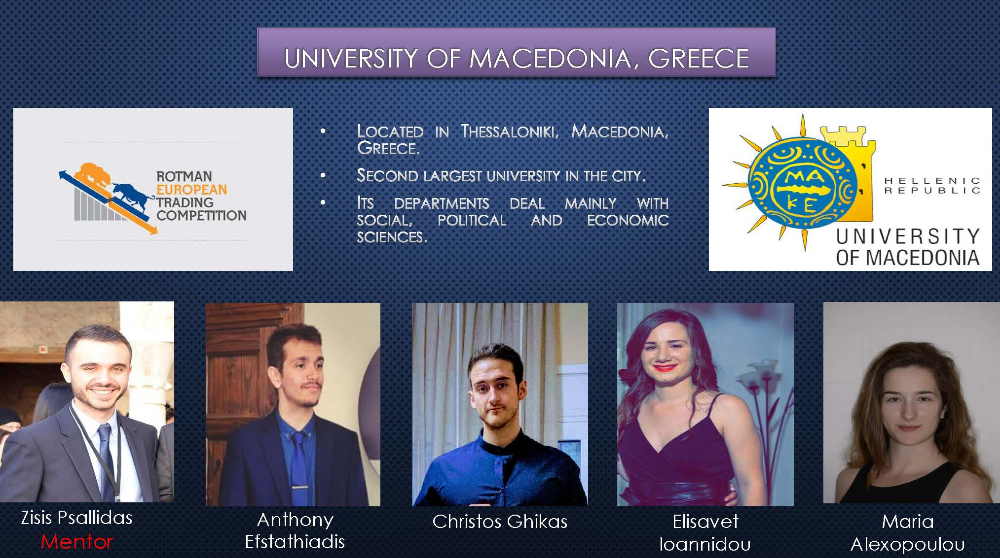 UNIVERSITY OF MACEDONIA, GREECE
ROTMAN
EUROPEAN
TRADING
COMPETITION
• LOCATED IN THESSALONIKI, MACEDONIA,
GREECE.
• SECOND LARGEST UNIVERSITY IN THE CITY.
• ITS DEPARTMENTS DEAL MAINLY WITH
SOCIAL, POLITICAL AND ECONOMIC
SCIENCES.
ΜΑ
ΚΕ
HELLENIC
REPUBLIC
UNIVERSITY
OF MACEDONIA
Zisis Psallidas
Mentor
Anthony
Efstathiadis
Christos Ghikas
Elisavet
Ioannidou
Maria
Alexopoulou